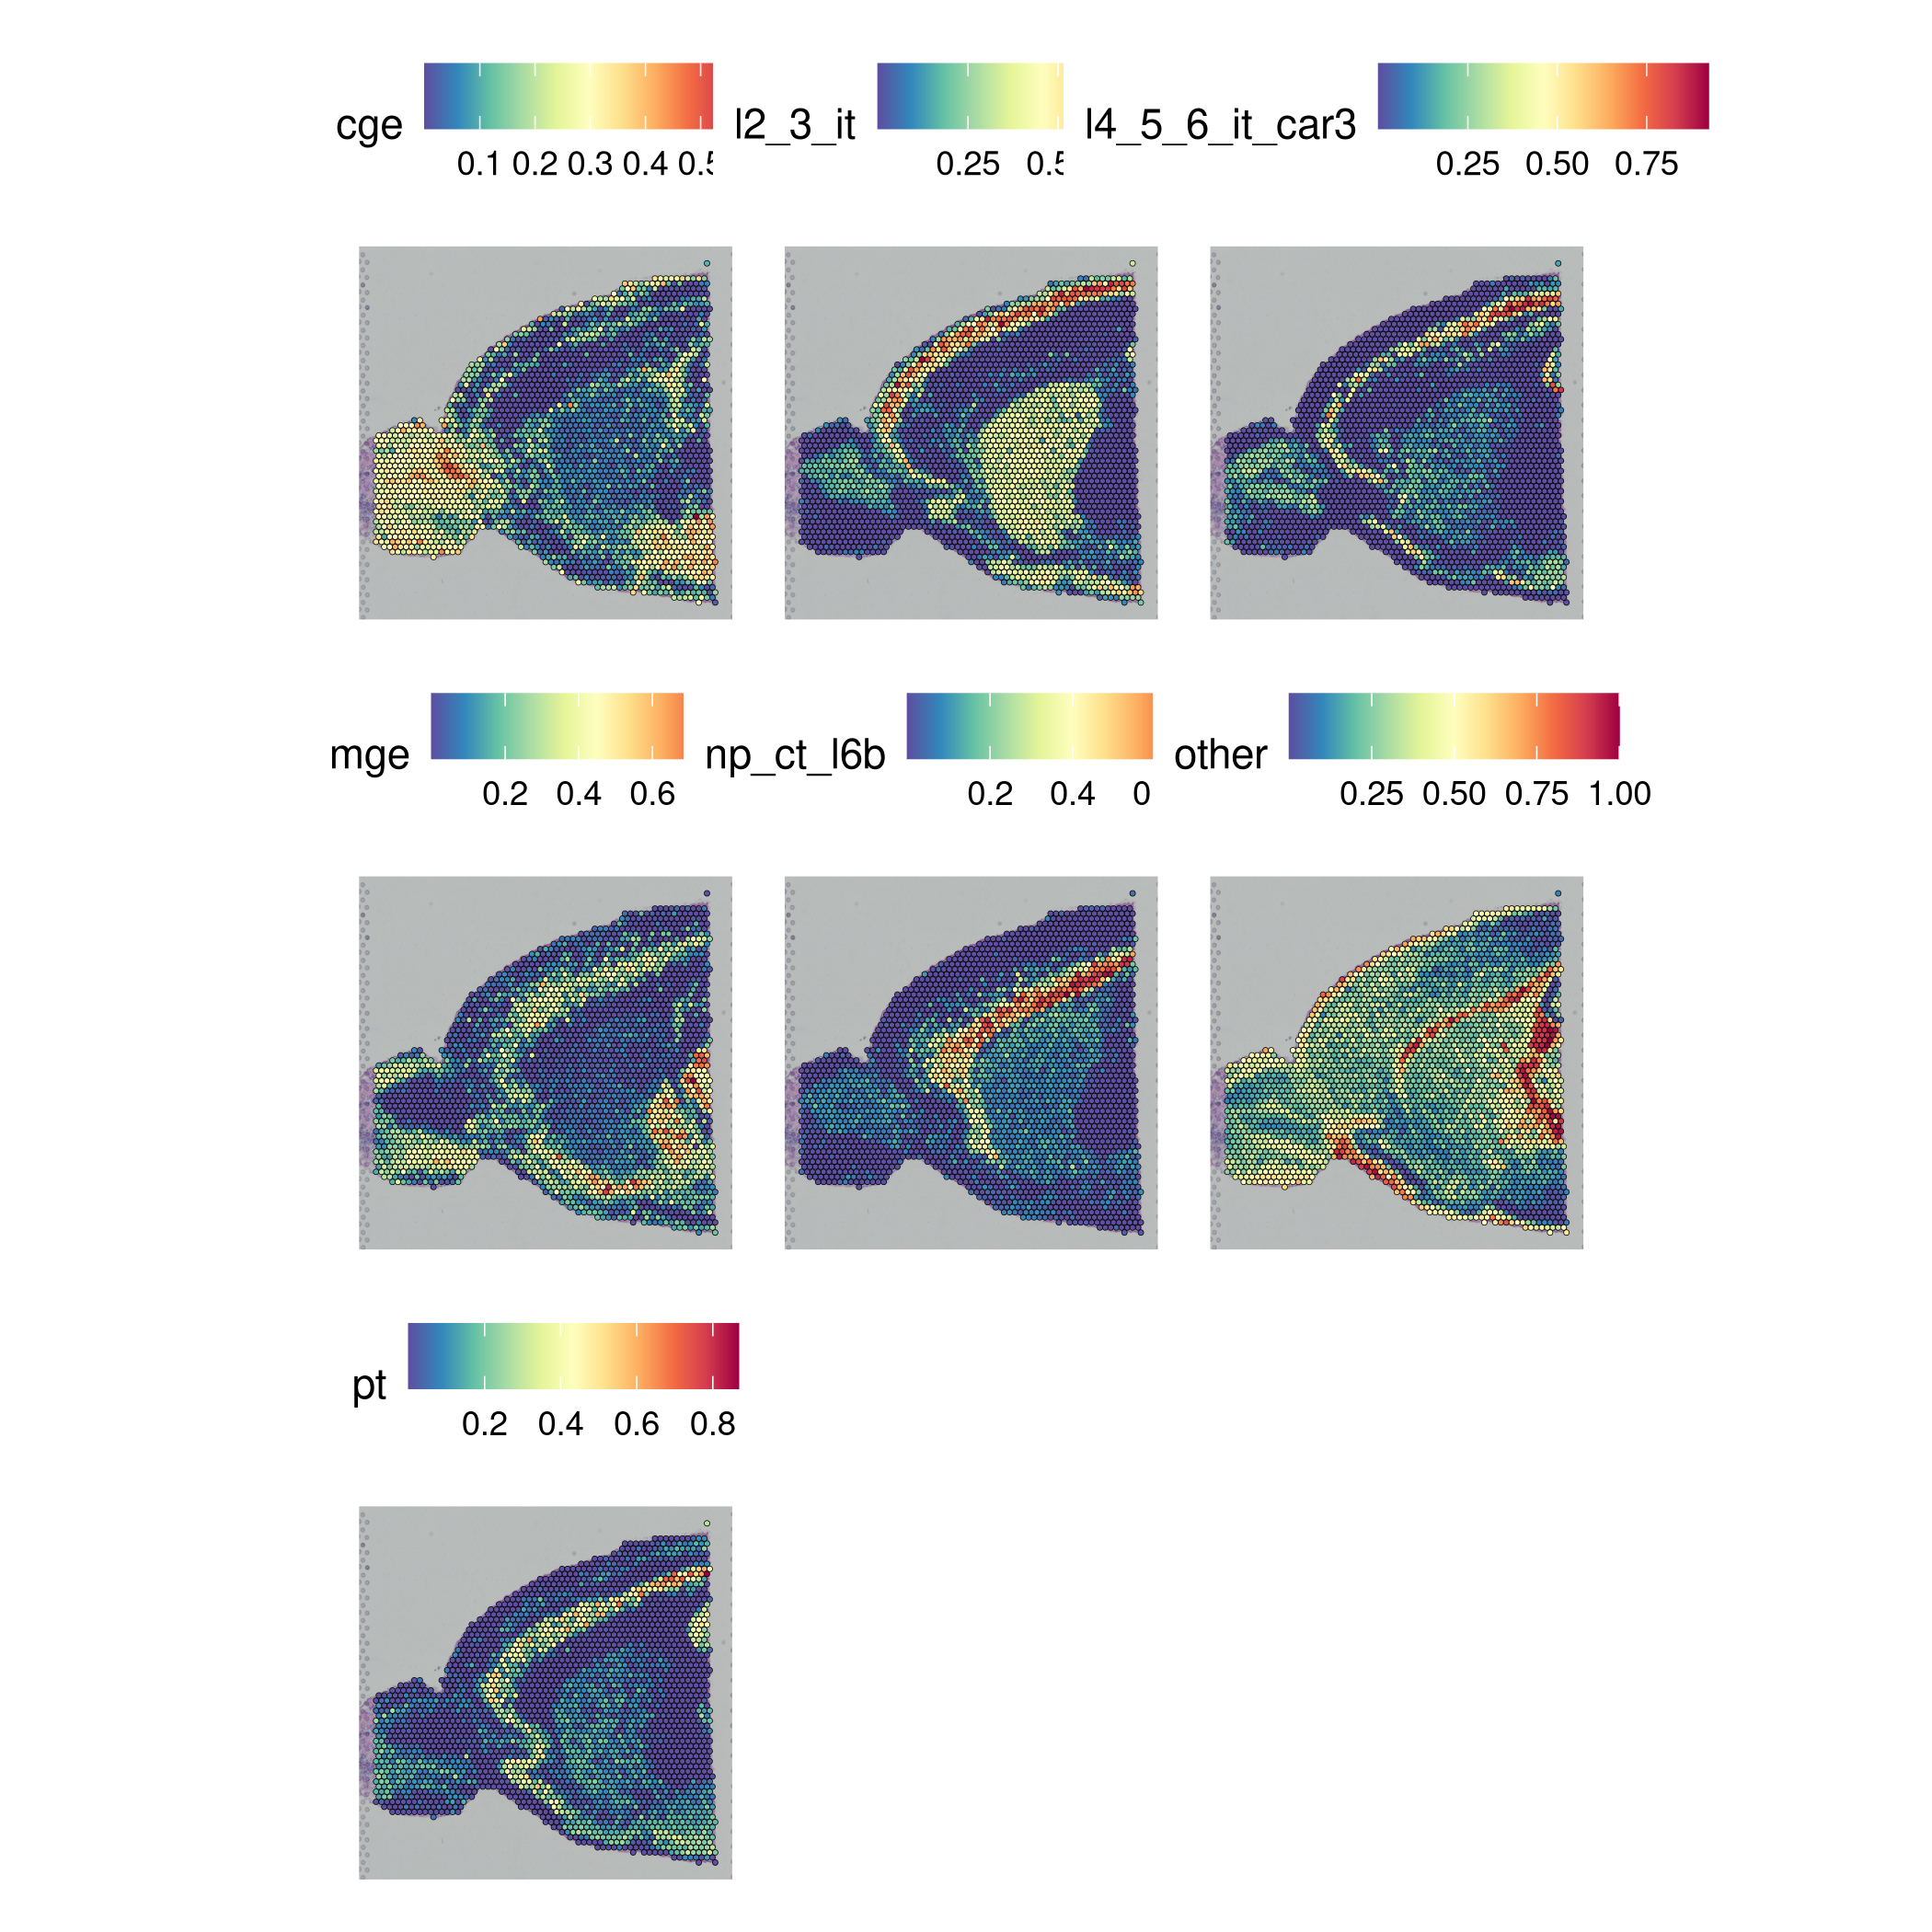 cge l2_3_it l4_5_6_it_car3
0.1 0.2 0.3 0.4 0.25 0.25 0.50 0.75
mge np_ct_l6b other
0.2 0.4 0.6 0.2 0.4 0 0.25 0.50 0.75 1.00
pt
0.2 0.4 0.6 0.8